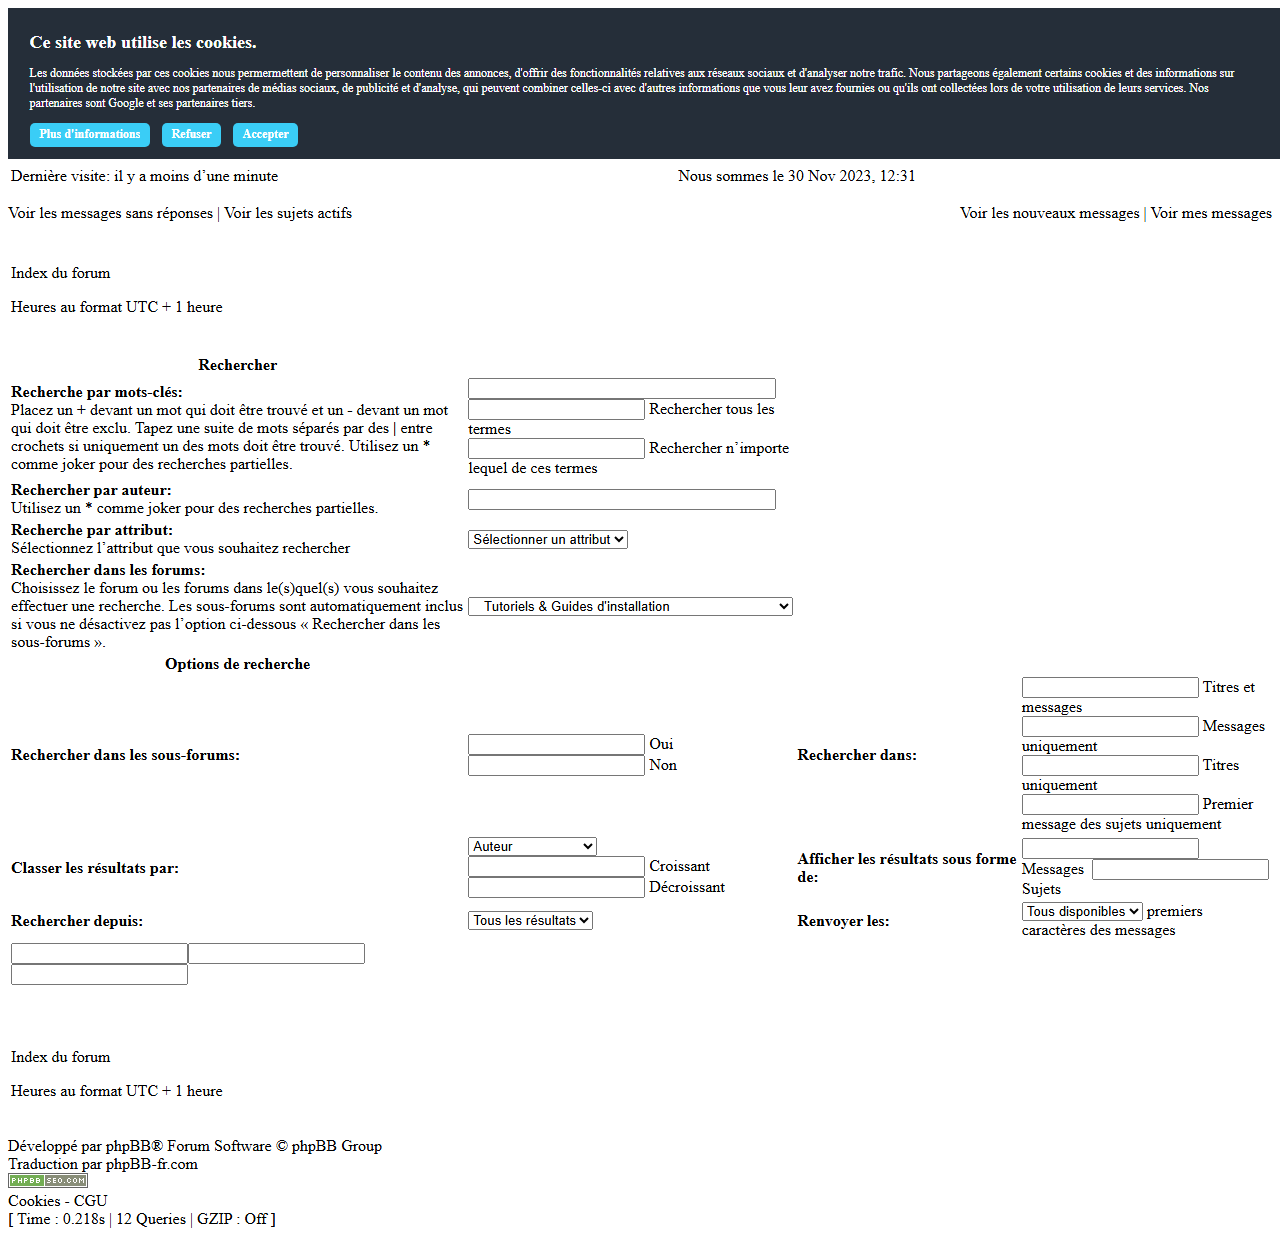 Ce site web utilise les cookies.
Les données stockées par ces cookies nous permermettent de personnaliser le contenu des annonces, d'offrir des fonctionnalités relatives aux réseaux sociaux et d'analyser notre trafic. Nous partageons également certains cookies et des informations sur
l'utilisation de notre site avec nos partenaires de médias sociaux, de publicité et d'analyse, qui peuvent combiner celles-ci avec d'autres informations que vous leur avez fournies ou qu'ils ont collectées lors de votre utilisation de leurs services. Nos
partenaires sont Google et ses partenaires tiers.
Plus d'informations Refuser Accepter
Dernière visite: il y a moins d’une minute Nous sommes le 30 Nov 2023, 12:31
Voir les messages sans réponses | Voir les sujets actifs Voir les nouveaux messages | Voir mes messages
Index du forum
Heures au format UTC + 1 heure
Rechercher
Recherche par mots-clés:
Placez un + devant un mot qui doit être trouvé et un - devant un mot
qui doit être exclu. Tapez une suite de mots séparés par des | entre
crochets si uniquement un des mots doit être trouvé. Utilisez un *
comme joker pour des recherches partielles.
Rechercher tous les
termes
Rechercher n’importe
lequel de ces termes
Rechercher par auteur:
Utilisez un * comme joker pour des recherches partielles.
Recherche par attribut:
Sélectionnez l’attribut que vous souhaitez rechercher
Sélectionner un attribut
Rechercher dans les forums:
Choisissez le forum ou les forums dans le(s)quel(s) vous souhaitez
effectuer une recherche. Les sous-forums sont automatiquement inclus
si vous ne désactivez pas l’option ci-dessous « Rechercher dans les
sous-forums ».
Tutoriels & Guides d'installation
Options de recherche
Rechercher dans les sous-forums:
Oui
Non
Rechercher dans:
Titres et
messages
Messages
uniquement
Titres
uniquement
Premier
message des sujets uniquement
Classer les résultats par:
Auteur
Croissant
Décroissant
Afficher les résultats sous forme
de:
Messages
Sujets
Rechercher depuis:
Tous les résultats
Renvoyer les:
Tous disponibles premiers
caractères des messages
Index du forum
Heures au format UTC + 1 heure
Développé par phpBB® Forum Software © phpBB Group
Traduction par phpBB-fr.com
PHPBB SEO.COM
Cookies - CGU
[ Time : 0.218s | 12 Queries | GZIP : Off ]